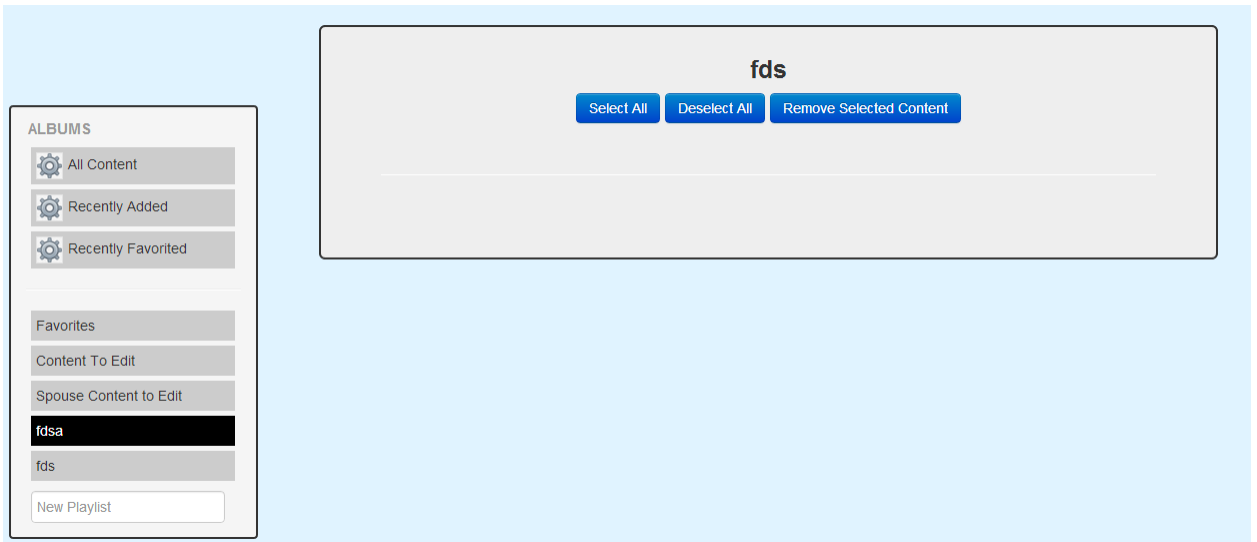 fds
Select All Deselect All Remove Selected Content
ALBUMS
All Content
Recently Added
Recently Favorited
Favorites
Content To Edit
Spouse Content to Edit
fdsa
fds
New Playlist